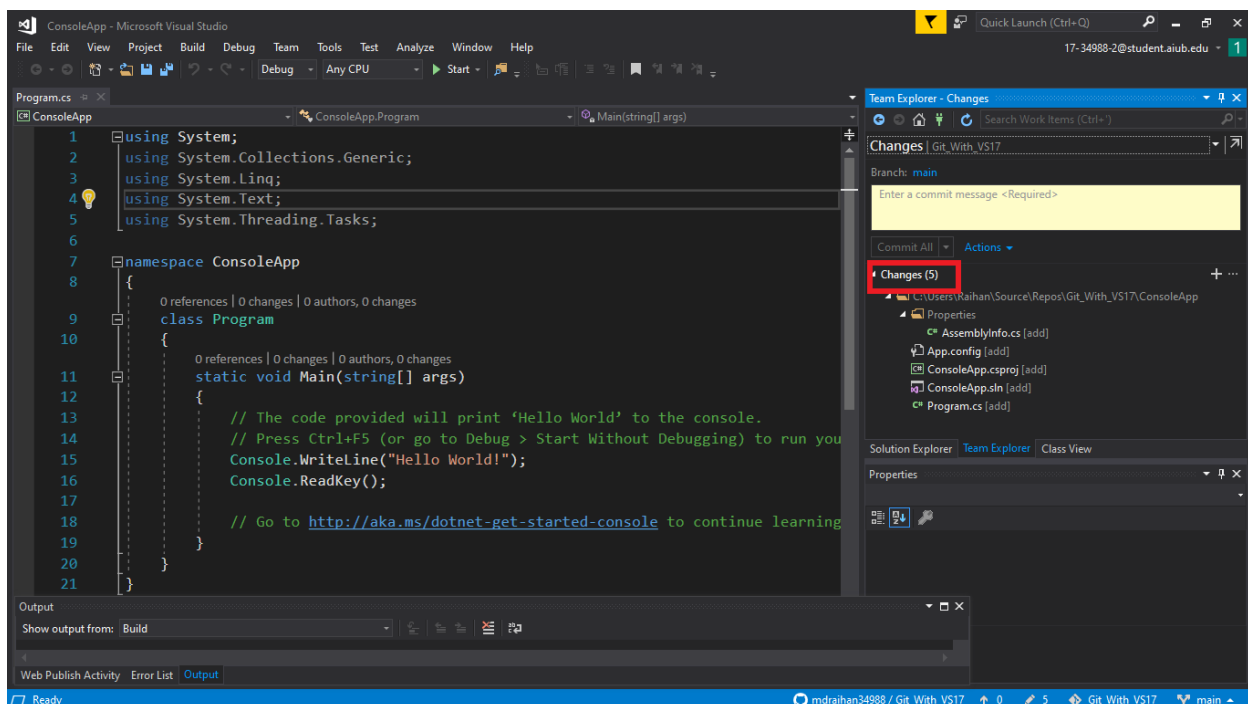 ConsoleApp - Microsoft Visual Studio
Quick Launch (Ctrl+Q)
File Edit View Project Build Debug Team Tools Test Analyze Window Help
17-34988-2@student.aiub.edu
1
Debug Any CPU Start
Program.cs
ConsoleApp ConsoleApp.Program Main(string[] args)
1 using System;
2 using System.Collections.Generic;
3 using System.Linq;
4 using System.Text;
5 using System.Threading.Tasks;
6
7 namespace ConsoleApp
8 {
0 references | 0 changes | 0 authors, 0 changes
9 class Program
10 {
0 references | 0 changes | 0 authors, 0 changes
11 static void Main(string[] args)
12 {
13 // The code provided will print ‘Hello World’ to the console.
14 // Press Ctrl+F5 (or go to Debug > Start Without Debugging) to run you
15 Console.WriteLine("Hello World!");
16 Console.ReadKey();
17
18 // Go to http://aka.ms/dotnet-get-started-console to continue learning
19 }
20 }
21 }
Team Explorer - Changes
Search Work Items (Ctrl+')
Changes | Git_With_VS17
Branch: main
Enter a commit message <Required>
Commit All Actions
Changes (5)
C:\Users\Raihan\Source\Repos\Git_With_VS17\ConsoleApp
Properties
C# AssemblyInfo.cs [add]
App.config [add]
ConsoleApp.csproj [add]
ConsoleApp.sln [add]
C# Program.cs [add]
Solution Explorer Team Explorer Class View
Properties
Output
Show output from: Build
Web Publish Activity Error List Output
Ready
mdraihan34988 / Git_With_VS17 0 5 Git_With_VS17 main